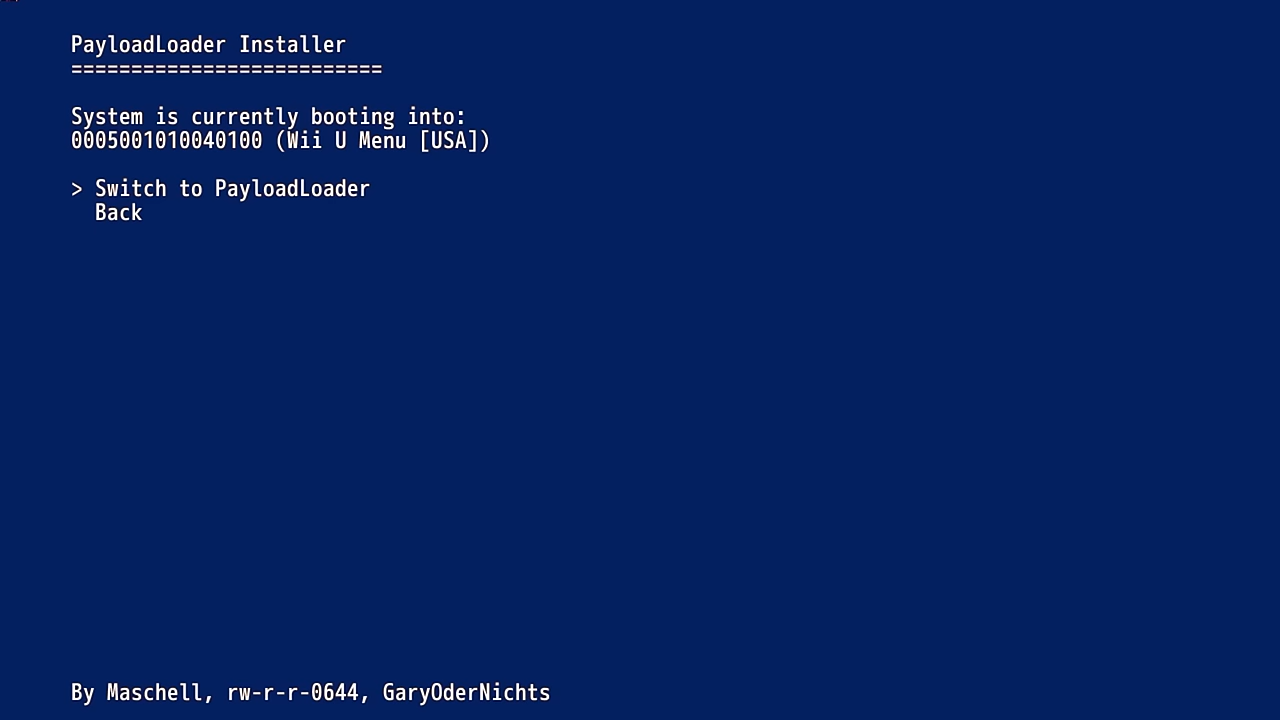 PayloadLoader Installer
==========================
System is currently booting into:
0005001010040100 (Wii U Menu [USA])
> Switch to PayloadLoader
Back
By Maschell, rw-r-r-0644, GaryOderNichts